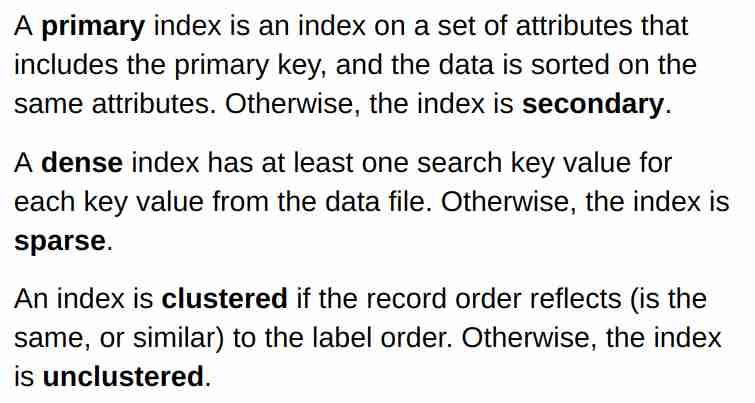 A primary index is an index on a set of attributes that
includes the primary key, and the data is sorted on the
same attributes. Otherwise, the index is secondary.
A dense index has at least one search key value for
each key value from the data file. Otherwise, the index is
sparse.
An index is clustered if the record order reflects (is the
same, or similar) to the label order. Otherwise, the index
is unclustered.